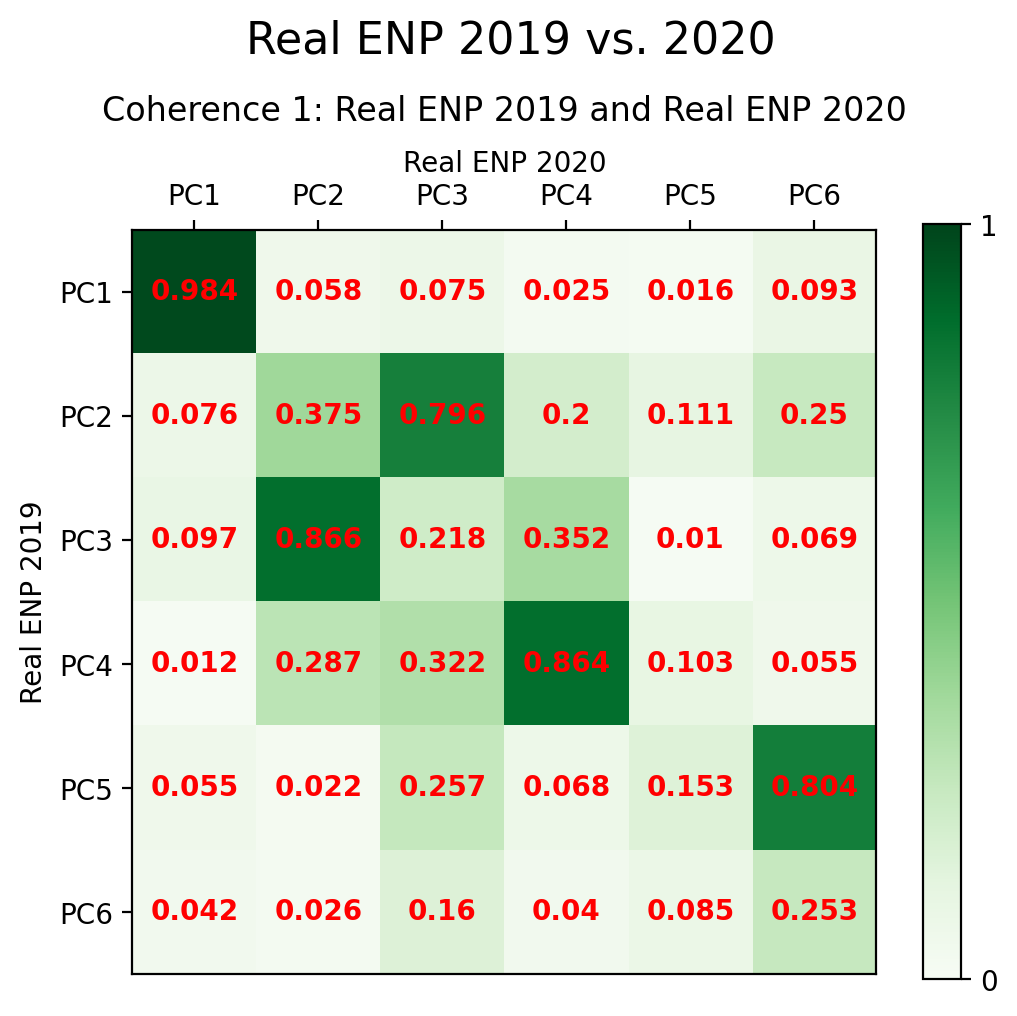 Real ENP 2019 vs. 2020
Coherence 1: Real ENP 2019 and Real ENP 2020
Real ENP 2020
PC1 PC2 PC3 PC4 PC5 PC6
1
PC1 0.984 0.058 0.075 0.025 0.016 0.093
PC2 0.076 0.375 0.796 0.2 0.111 0.25
PC3 0.097 0.866 0.218 0.352 0.01 0.069
Real ENP 2019
PC4 0.012 0.287 0.322 0.864 0.103 0.055
PC5 0.055 0.022 0.257 0.068 0.153 0.804
PC6 0.042 0.026 0.16 0.04 0.085 0.253
0